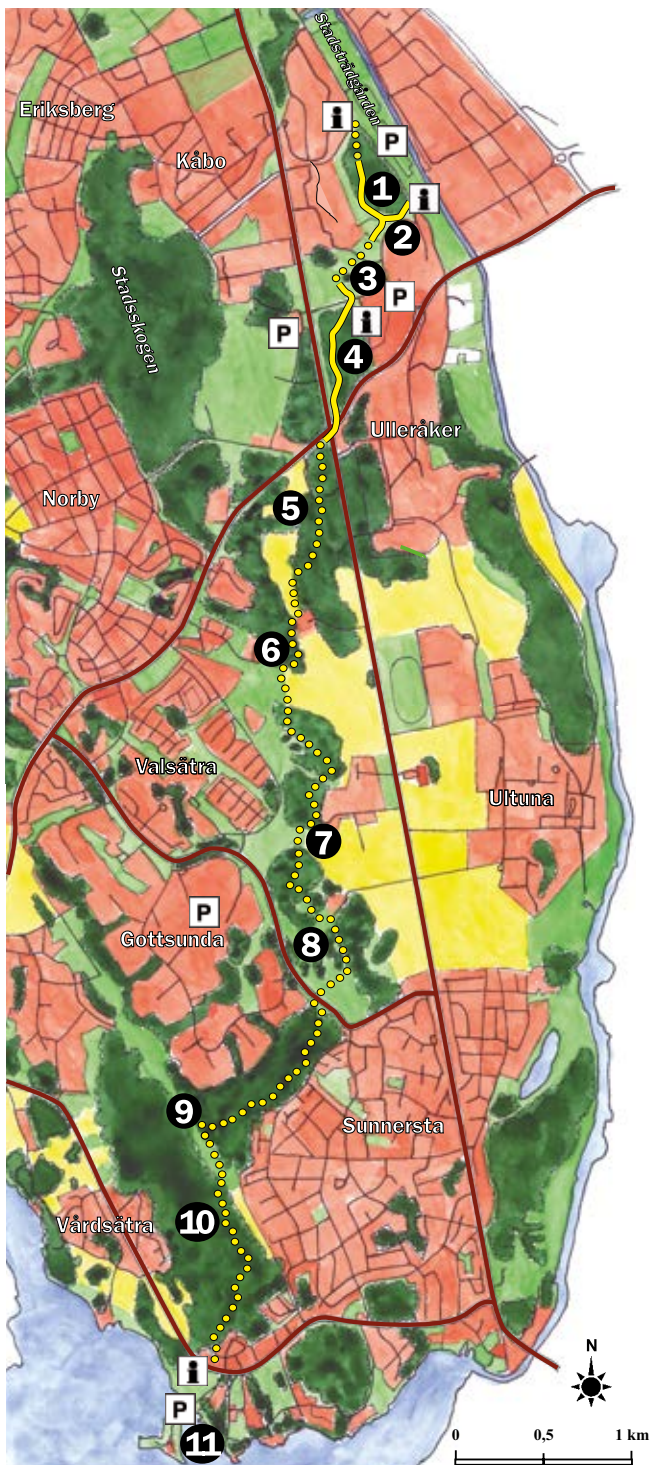 Stadsträdgården
Eriksberg
i
P
Kåbo
1
i
2
Stadsskogen
3
P
i
P
4
Ulleråker
Norby
5
6
Valsätra
Ultuna
7
P
Gottsunda
8
9
Sunnersta
10
Vårdsätra
N
i
P
11
0 0,5 1 km